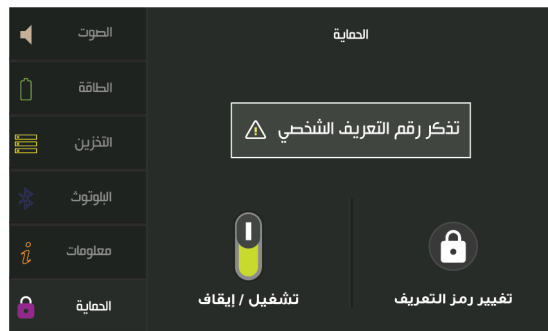 الحماية
تذكر رقم التعريف الشخصي
تغيير رمز التعريف
تشغيل / إيقاف
الصوت
الطاقة
التخزين
البلوتوث
معلومات
الحماية